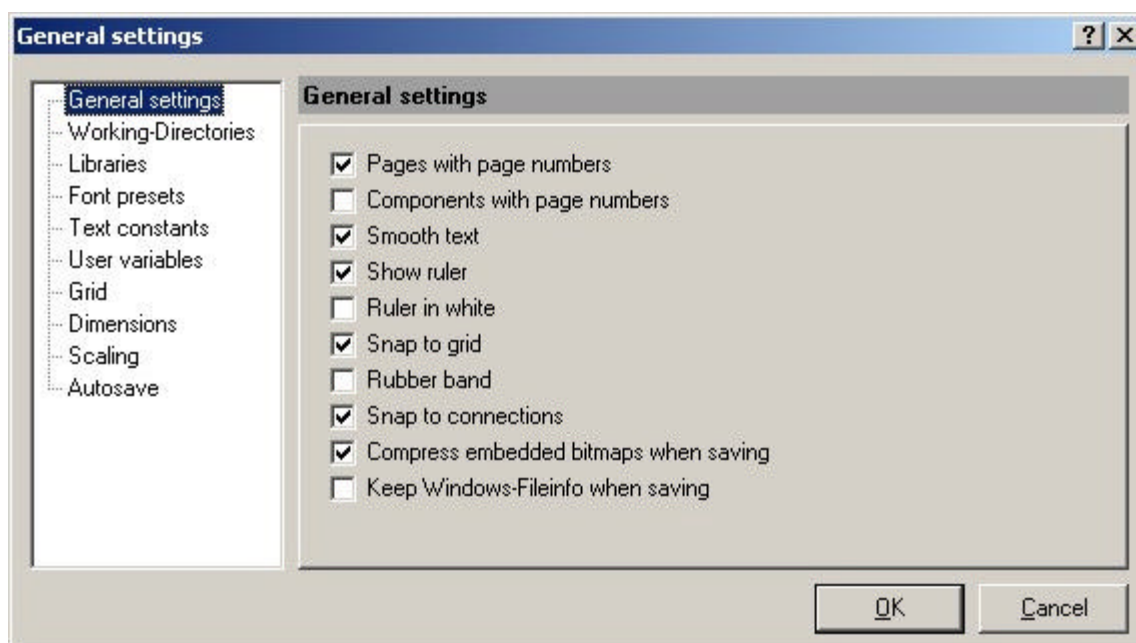 General settings
General settings
Working-Directories
Libraries
Font presets
Text constants
User variables
Grid
Dimensions
Scaling
Autosave
General settings
Pages with page numbers
Components with page numbers
Smooth text
Show ruler
Ruler in white
Snap to grid
Rubber band
Snap to connections
Compress embedded bitmaps when saving
Keep Windows-Fileinfo when saving
OK Cancel